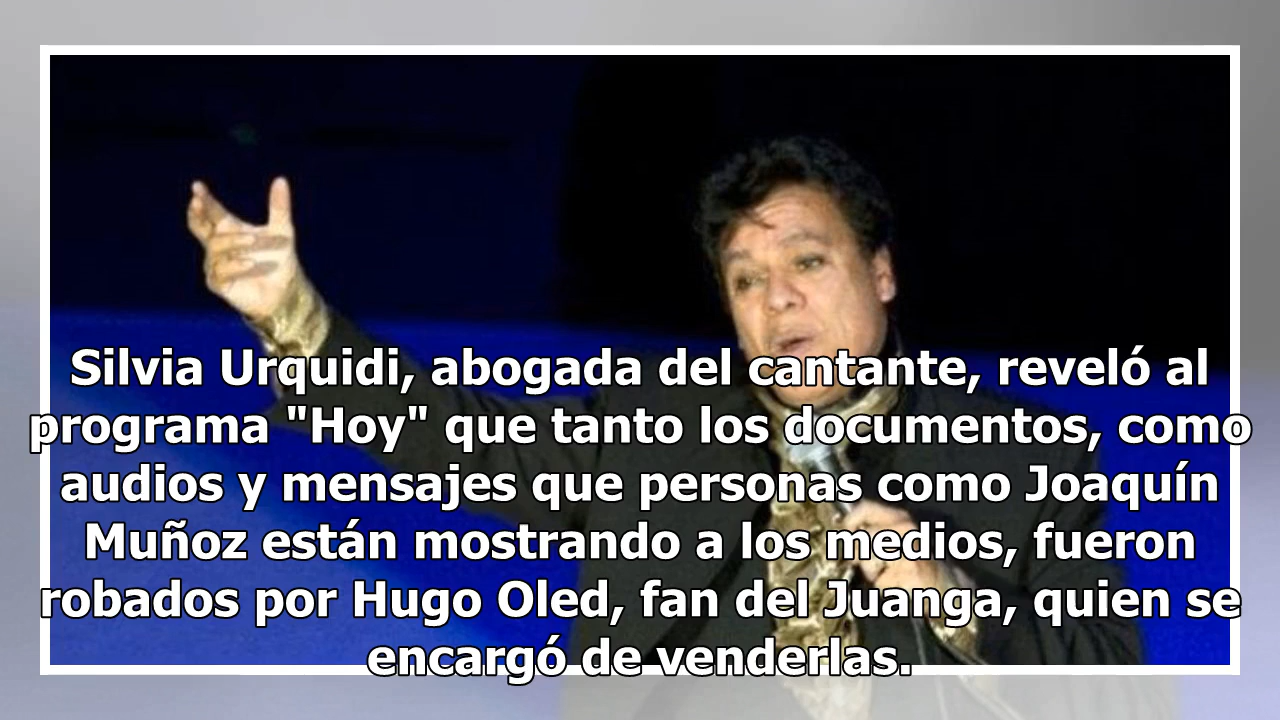 Silvia Urquidi, abogada del cantante, reveló al
programa "Hoy" que tanto los documentos, como
audios y mensajes que personas como Joaquín
Muñoz están mostrando a los medios, fueron
robados por Hugo Oled, fan del Juanga, quien se
encargó de venderlas.